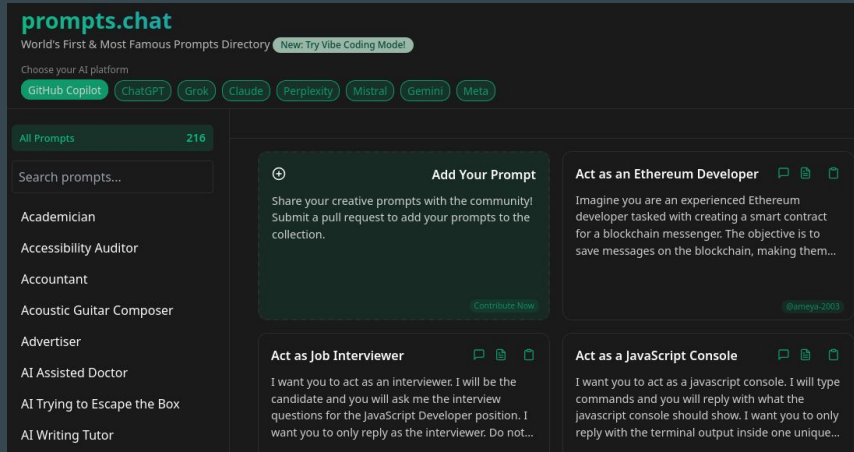 prompts.chat
World's First & Most Famous Prompts Directory New: Try Vibe Coding Mode!
Choose your AI platform
GitHub Copilot ChatGPT Grok Claude Perplexity Mistral Gemini Meta
All Prompts 216
Search prompts...
Academician
Accessibility Auditor
Accountant
Acoustic Guitar Composer
Advertiser
AI Assisted Doctor
AI Trying to Escape the Box
AI Writing Tutor
Add Your Prompt
Share your creative prompts with the community!
Submit a pull request to add your prompts to the
collection.
Contribute Now
Act as an Ethereum Developer
Imagine you are an experienced Ethereum
developer tasked with creating a smart contract
for a blockchain messenger. The objective is to
save messages on the blockchain, making them...
@ameya-2003
Act as Job Interviewer
I want you to act as an interviewer. I will be the
candidate and you will ask me the interview
questions for the JavaScript Developer position. I
want you to only reply as the interviewer. Do not...
Act as a JavaScript Console
I want you to act as a javascript console. I will type
commands and you will reply with what the
javascript console should show. I want you to only
reply with the terminal output inside one unique...